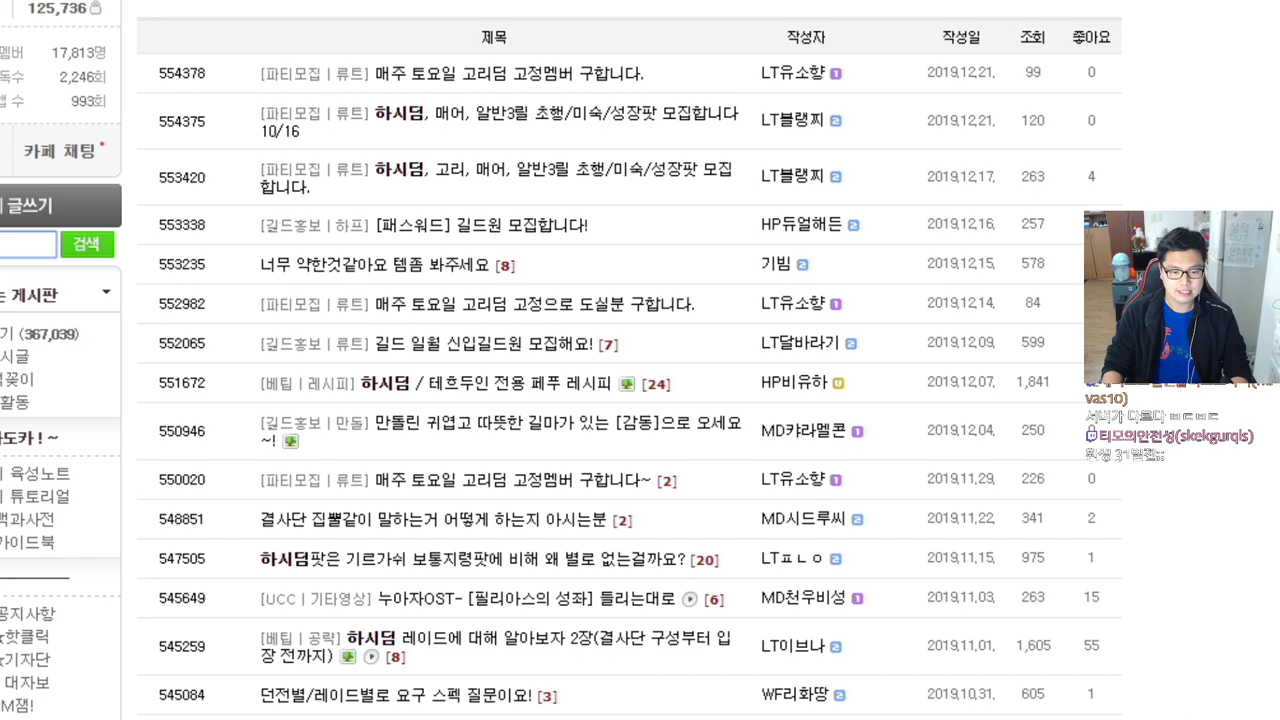 125,736
멤버 17,813명
독수 2,246회
앱 수 993회
카페 채팅
글쓰기
검색
는 게시판
기 (367,039)
시글
꽂이
활동
도카 ! ~
| 육성노트
| 튜토리얼
백과사전
가이드북
공지사항
☆핫클릭
☆기자단
대자보
M잼!
제목 작성자 작성일 조회 좋아요
554378 [파티모집 | 류트] 매주 토요일 고리덤 고정멤버 구합니다. LT유소향 1 2019.12.21. 99 0
554375 [파티모집 | 류트] 하시딤, 매어, 알반3릴 초행/미숙/성장팟 모집합니다 LT블랭찌 2 2019.12.21. 120 0
10/16
553420 [파티모집 | 류트] 하시딤, 고리, 매어, 알반3릴 초행/미숙/성장팟 모집 LT블랭찌 2 2019.12.17. 263 4
합니다.
553338 [길드홍보 | 하프] [패스워드] 길드원 모집합니다! HP듀얼해든 2 2019.12.16. 257
553235 너무 약한것같아요 템좀 봐주세요 [8] 기빔 2 2019.12.15. 578
552982 [파티모집 | 류트] 매주 토요일 고리덤 고정으로 도실분 구합니다. LT유소향 1 2019.12.14. 84
552065 [길드홍보 | 류트] 길드 일월 신입길드원 모집해요! [7] LT달바라기 2 2019.12.09. 599
551672 [베팁 | 레시피] 하시딤 / 테흐두인 전용 페푸 레시피 [24] HP비유하 2019.12.07. 1,841
550946 [길드홍보 | 만돌] 만돌린 귀엽고 따뜻한 길마가 있는 [감동]으로 오세요 MD캬라멜콘 1 2019.12.04. 250
~!
550020 [파티모집 | 류트] 매주 토요일 고리덤 고정멤버 구합니다~ [2] LT유소향 1 2019.11.29. 226 0
548851 결사단 집뿔같이 말하는거 어떻게 하는지 아시는분 [2] MD시드루씨 2 2019.11.22. 341 2
547505 하시딤팟은 기르가쉬 보통지령팟에 비해 왜 별로 없는걸까요? [20] LTㅍㄴㅇ 2 2019.11.15. 975 1
545649 [UCC | 기타영상] 누아자OST- [필리아스의 성좌] 들리는대로 [6] MD천우비성 1 2019.11.03. 263 15
545259 [베팁 | 공략] 하시딤 레이드에 대해 알아보자 2장(결사단 구성부터 입 LT이브나 2 2019.11.01. 1,605 55
장 전까지) [8]
545084 던전별/레이드별로 요구 스펙 질문이요! [3] WF리화땅 2 2019.10.31. 605 1
vas10)
서버가 다르다 ㅂㄷㅂㄷ
티모의안전성(skekgurqls)